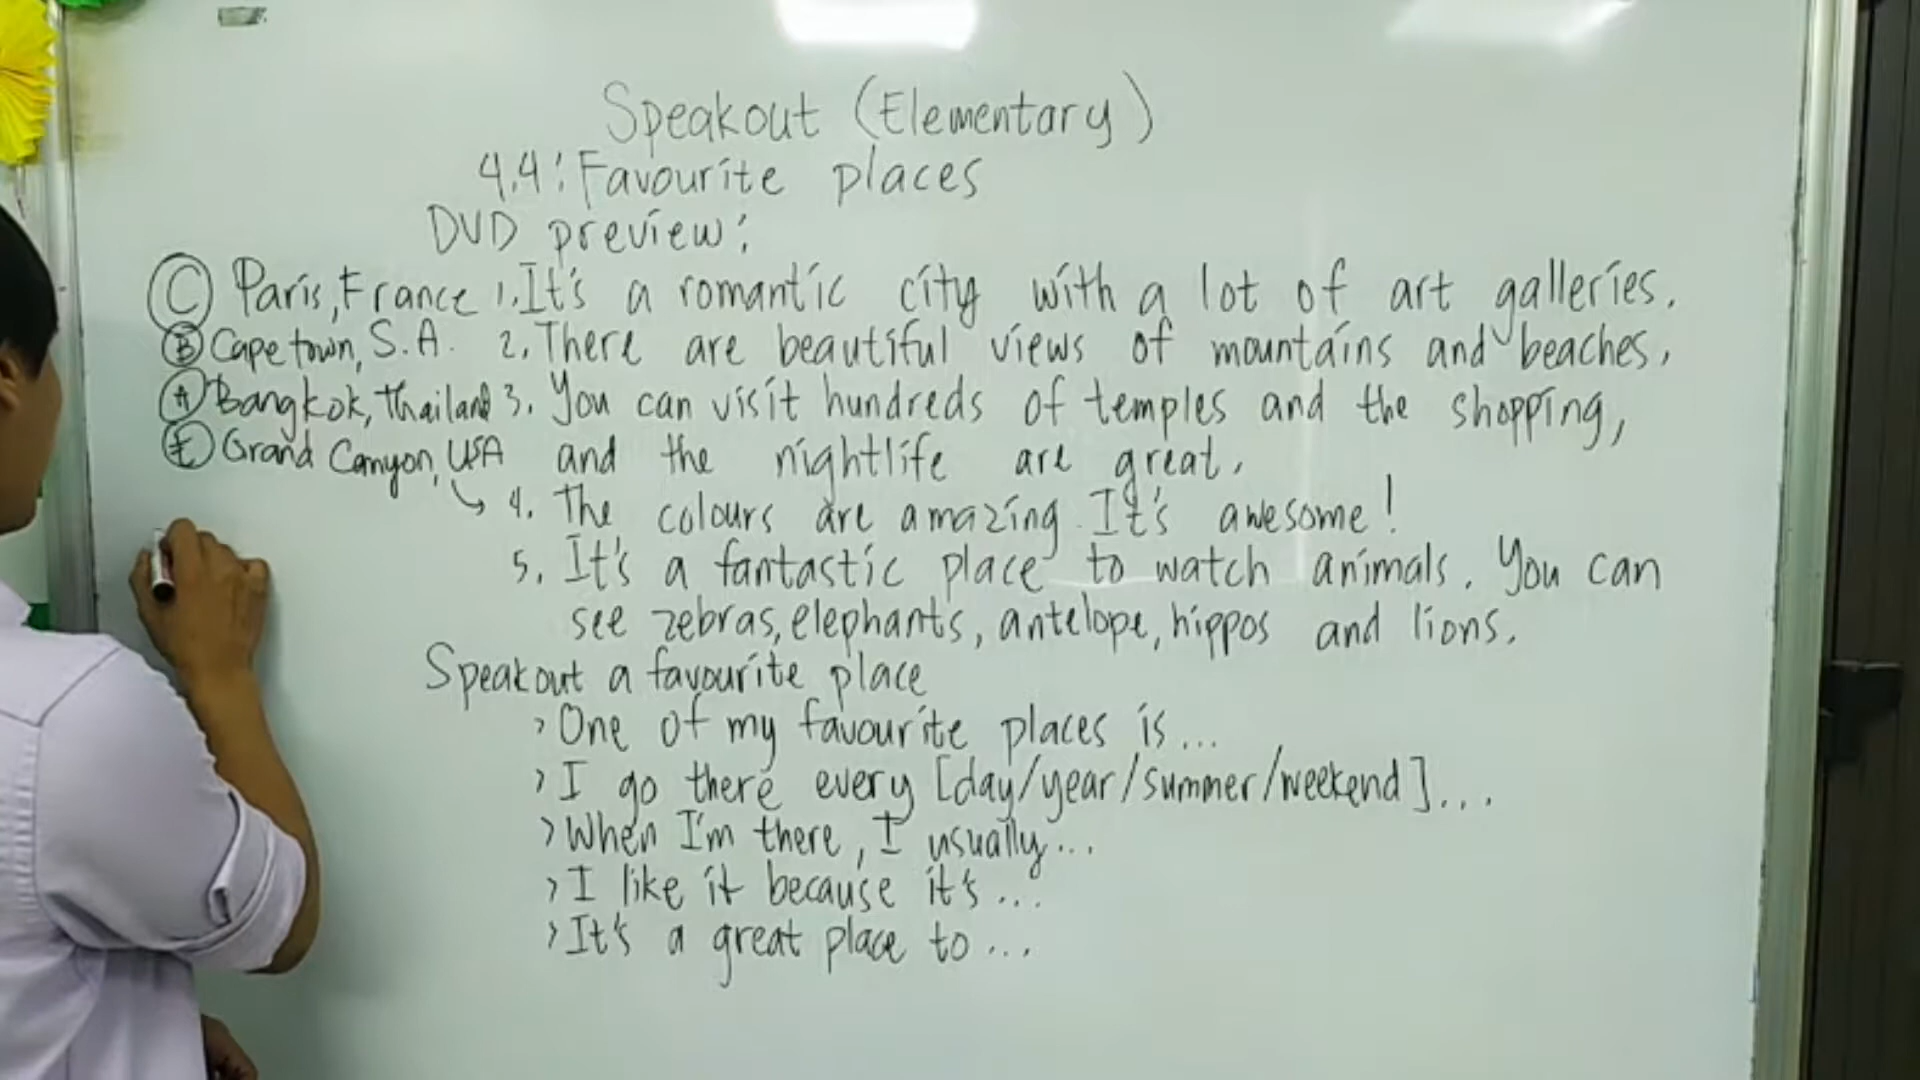 Speakout (Elementary)
4.4: Favourite places
DVD preview:
Ⓒ Paris, France 1. It's a romantic city with a lot of art galleries.
Ⓑ Cape town, S.A. 2. There are beautiful views of mountains and beaches.
Ⓐ Bangkok, Thailand 3. You can visit hundreds of temples and the shopping,
Ⓔ Grand Canyon, USA and the nightlife are great.
↘ 4. The colours are amazing. It's awesome!
5. It's a fantastic place to watch animals. You can
see zebras, elephants, antelope, hippos and lions.
Speakout a favourite place
> One of my favourite places is...
> I go there every [day/year/summer/weekend]...
> When I'm there, I usually...
> I like it because it's...
> It's a great place to...